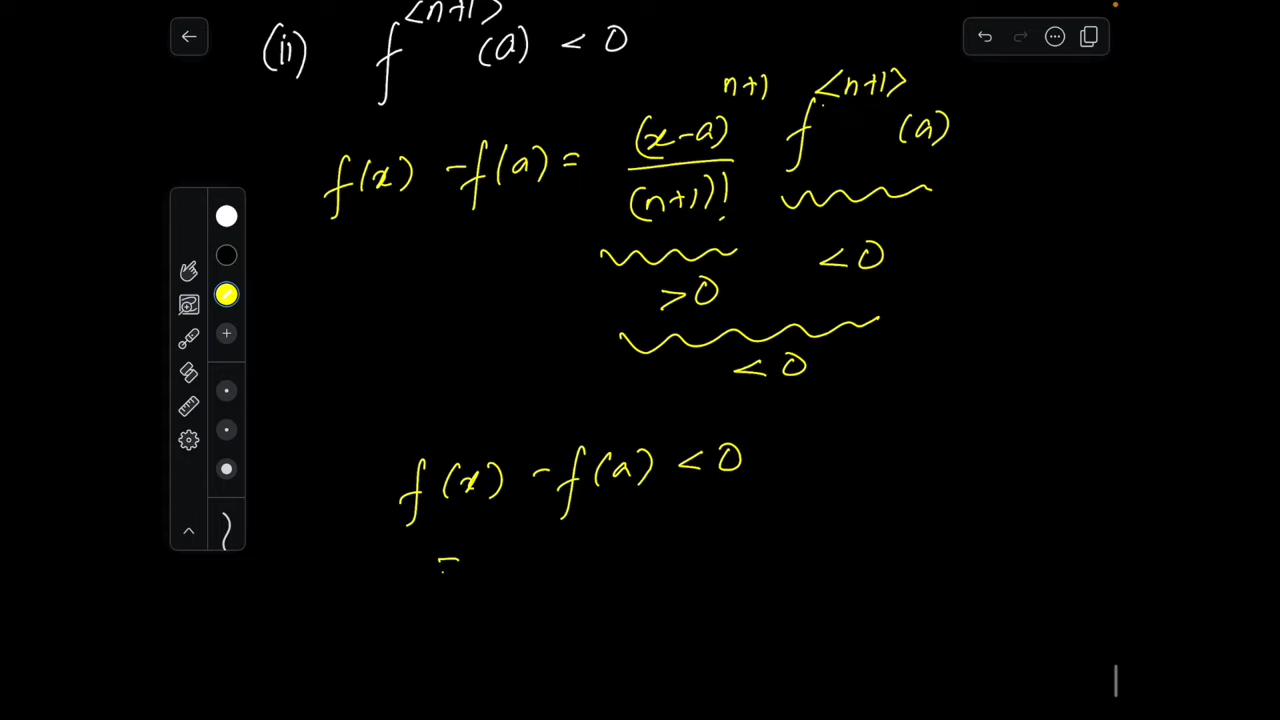 (ii) f^<n+1> (a) < 0
f(x) - f(a) = (x-a)^n+1 / (n+1)! f^<n+1> (a)
> 0 < 0
< 0
f(x) - f(a) < 0